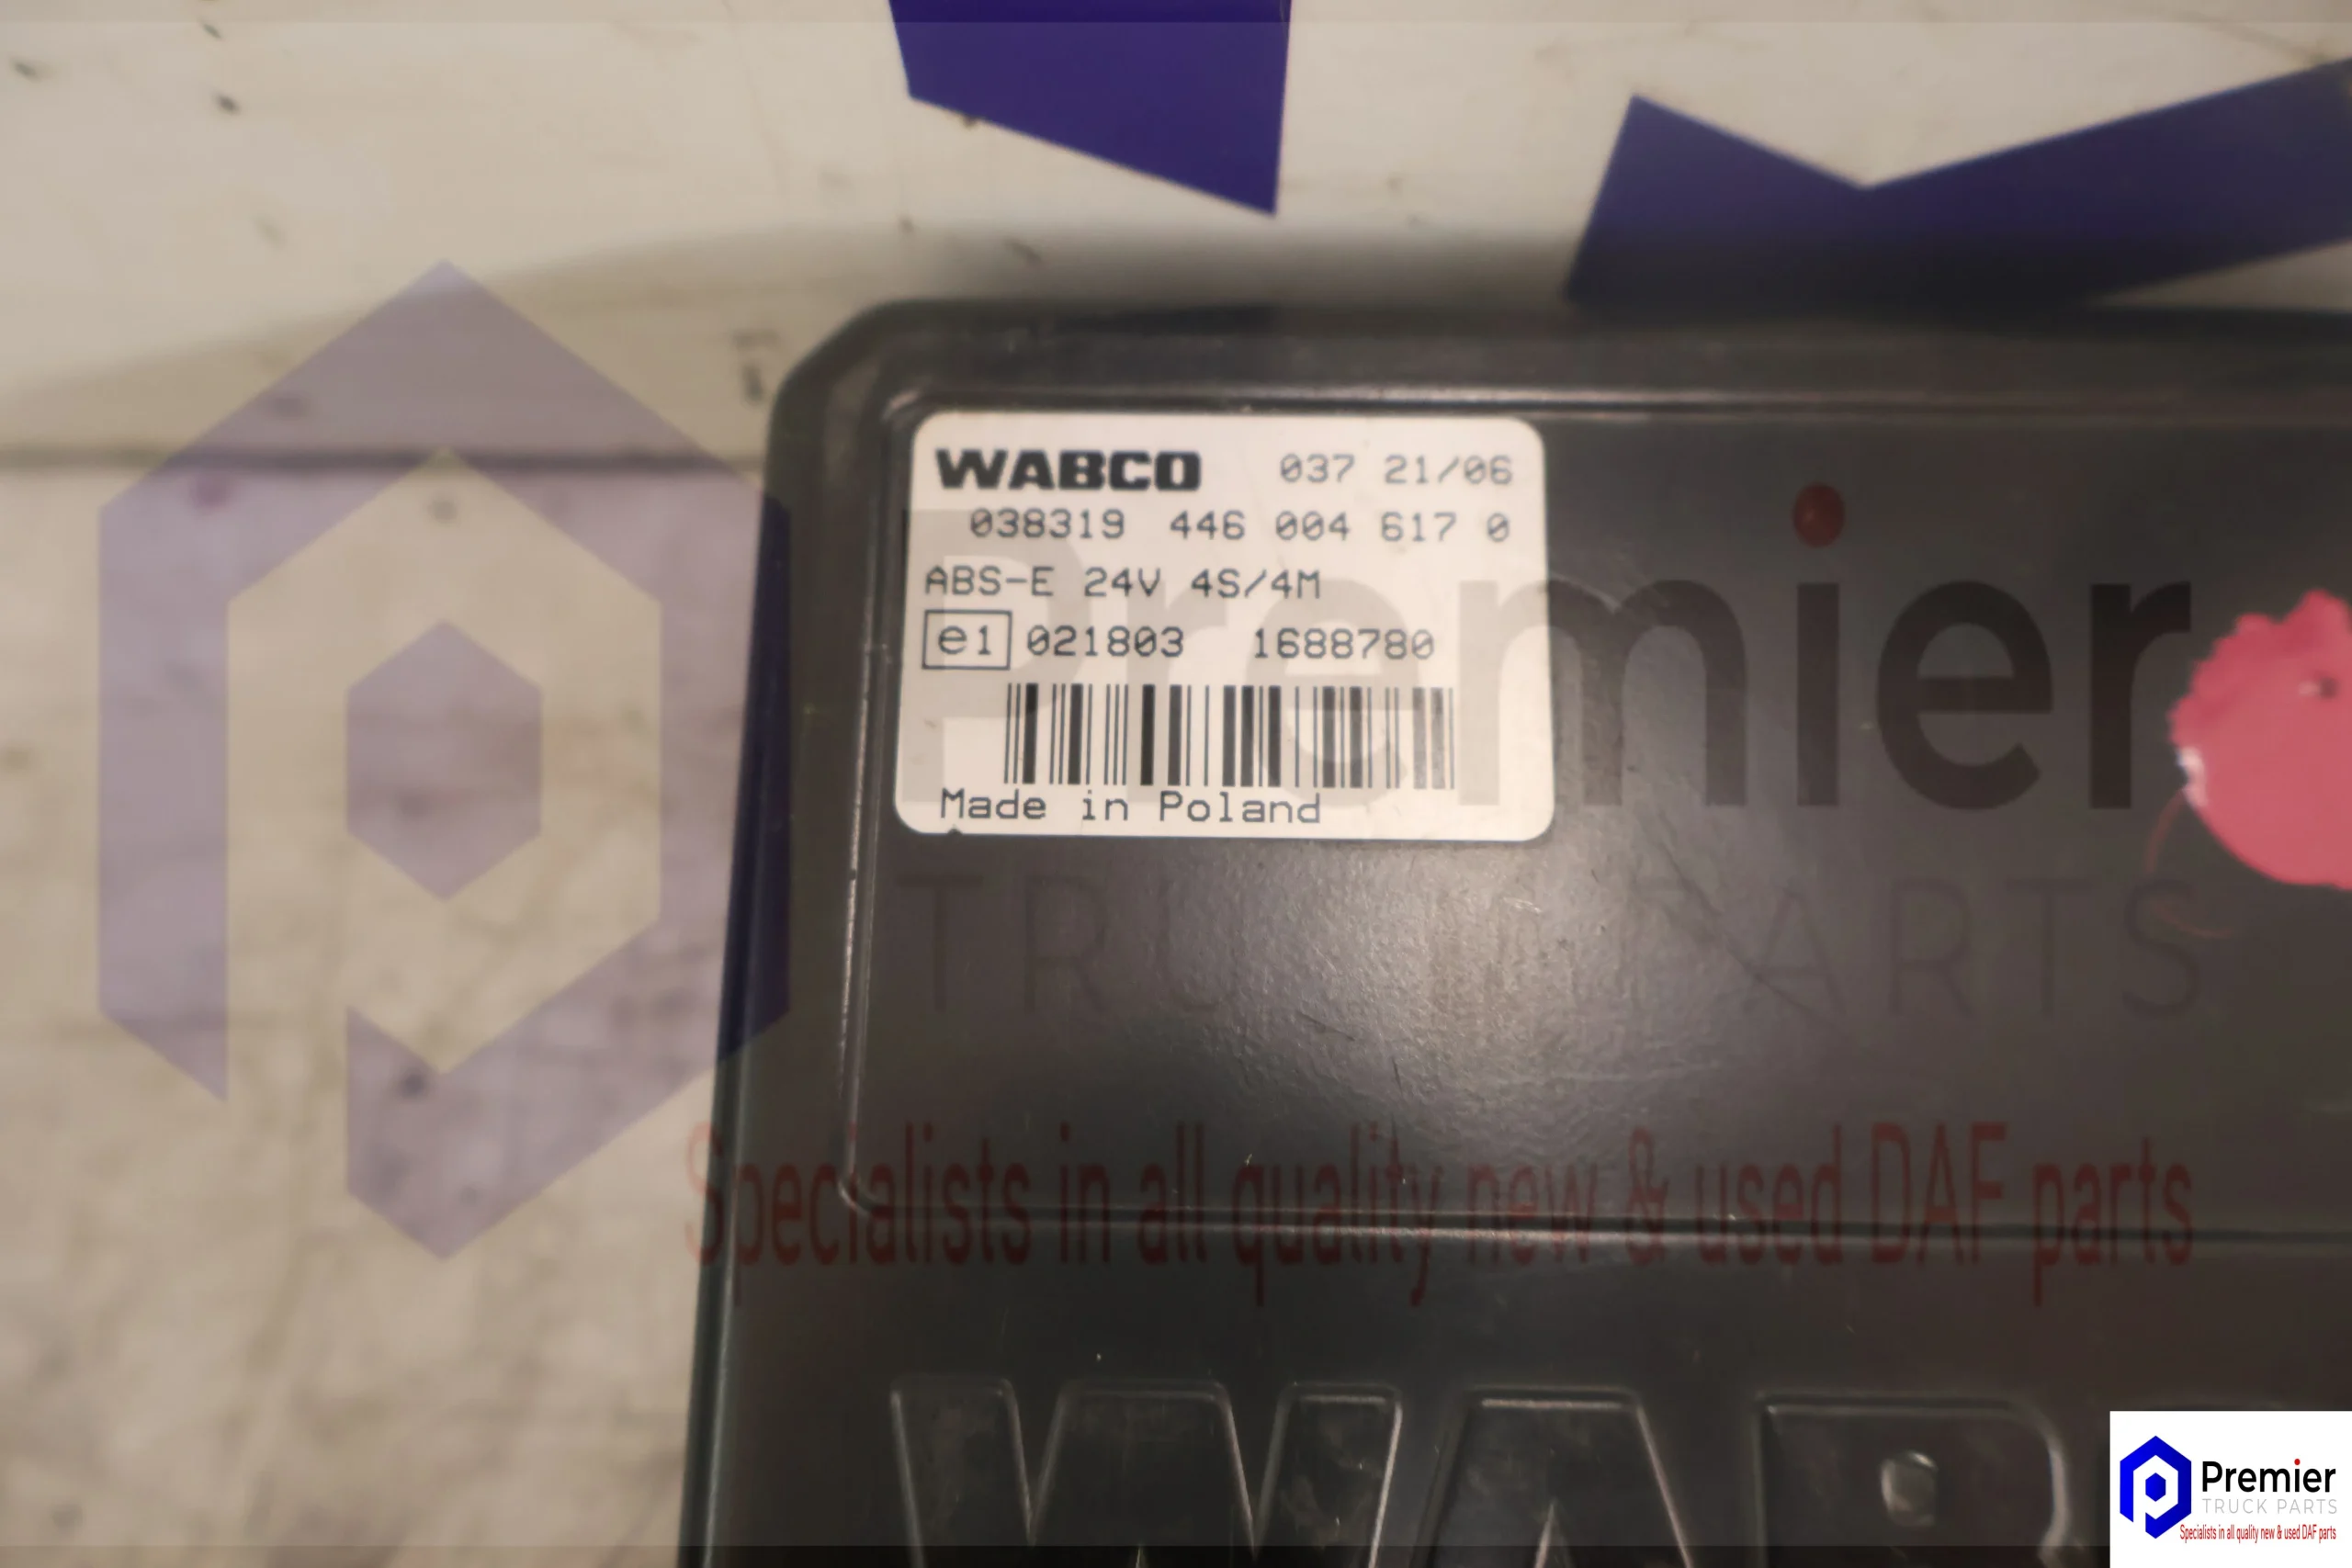 WABCO 037 21/06
038319 446 004 617 0
ABS-E 24V 4S/4M
e1 021803 1688780
Made in Poland
Premier
TRUCK PARTS
Specialists in all quality new & used DAF parts
WAB
Premier
TRUCK PARTS
Specialists in all quality new & used DAF parts